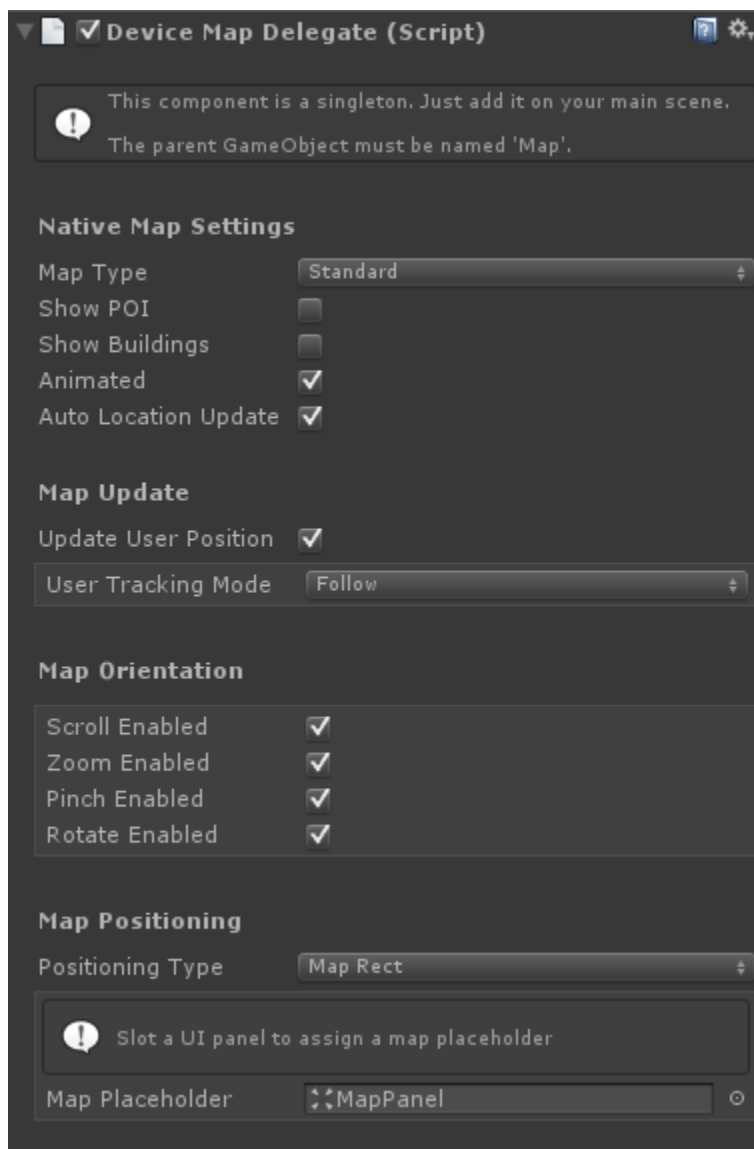 Device Map Delegate (Script)
This component is a singleton. Just add it on your main scene.
The parent GameObject must be named 'Map'.
Native Map Settings
Map Type Standard
Show POI
Show Buildings
Animated
Auto Location Update
Map Update
Update User Position
User Tracking Mode Follow
Map Orientation
Scroll Enabled
Zoom Enabled
Pinch Enabled
Rotate Enabled
Map Positioning
Positioning Type Map Rect
Slot a UI panel to assign a map placeholder
Map Placeholder MapPanel